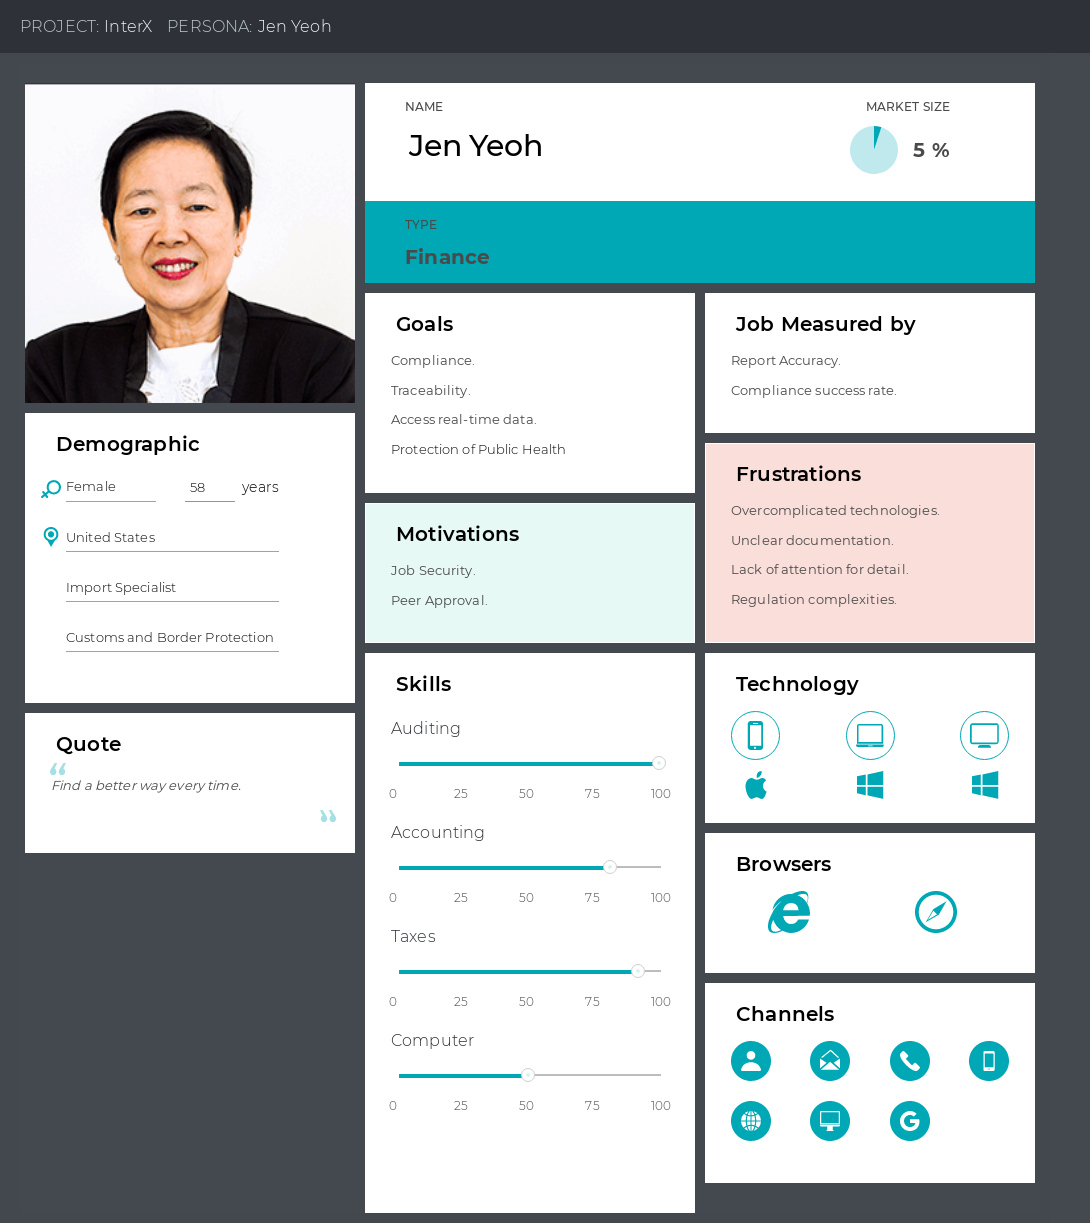 PROJECT: InterX PERSONA: Jen Yeoh
NAME
Jen Yeoh
MARKET SIZE
5 %
TYPE
Finance
Demographic
Female 58 years
United States
Import Specialist
Customs and Border Protection
Quote
“
Find a better way every time.
”
Goals
Compliance.
Traceability.
Access real-time data.
Protection of Public Health
Motivations
Job Security.
Peer Approval.
Skills
Auditing
0 25 50 75 100
Accounting
0 25 50 75 100
Taxes
0 25 50 75 100
Computer
0 25 50 75 100
Job Measured by
Report Accuracy.
Compliance success rate.
Frustrations
Overcomplicated technologies.
Unclear documentation.
Lack of attention for detail.
Regulation complexities.
Technology
Browsers
Channels